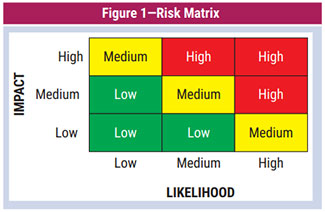 Figure 1—Risk Matrix
IMPACT
High Medium High High
Medium Low Medium High
Low Low Low Medium
Low Medium High
LIKELIHOOD